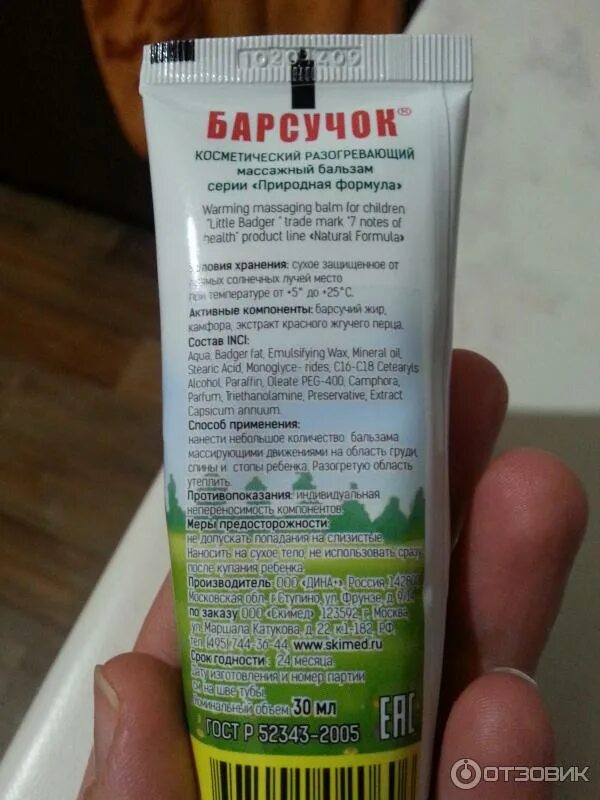 БАРСУЧОК®
КОСМЕТИЧЕСКИЙ РАЗОГРЕВАЮЩИЙ
массажный бальзам
серии «Природная формула»
Warming massaging balm for children
"Little Badger" trade mark "7 notes of
health" product line «Natural Formula»
Условия хранения: сухое защищенное от
прямых солнечных лучей место
при температуре от +5° до +25°С.
Активные компоненты: барсучий жир,
камфора, экстракт красного жгучего перца.
Состав INCI:
Aqua, Badger fat, Emulsifying Wax, Mineral oil,
Stearic Acid, Monoglyce- rides, C16-C18 Cetearyls
Alcohol, Paraffin, Oleate PEG-400, Camphora,
Parfum, Triethanolamine, Preservative, Extract
Capsicum annuum.
Способ применения:
нанести небольшое количество бальзама
массирующими движениями на область груди,
спины и стопы ребенка. Разогретую область
утеплить.
Противопоказания: индивидуальная
непереносимость компонентов.
Меры предосторожности:
не допускать попадания на слизистые.
Наносить на сухое тело, не использовать сразу
после купания ребенка.
Производитель: ООО «ДИНА+», Россия, 14280
Московская обл., г.Ступино, ул. Фрунзе, д. 9/14
по заказу ООО «Скимед», 123592, г. Москва,
ул. Маршала Катукова, д. 22, к.1-182, РФ,
тел. (495) 744-36-44, www.skimed.ru
Срок годности: 24 месяца.
Дату изготовления и номер партии
см на шве тубы.
Номинальный объем: 30 мл
ГОСТ Р 52343-2005
EAC
ОТЗОВИК